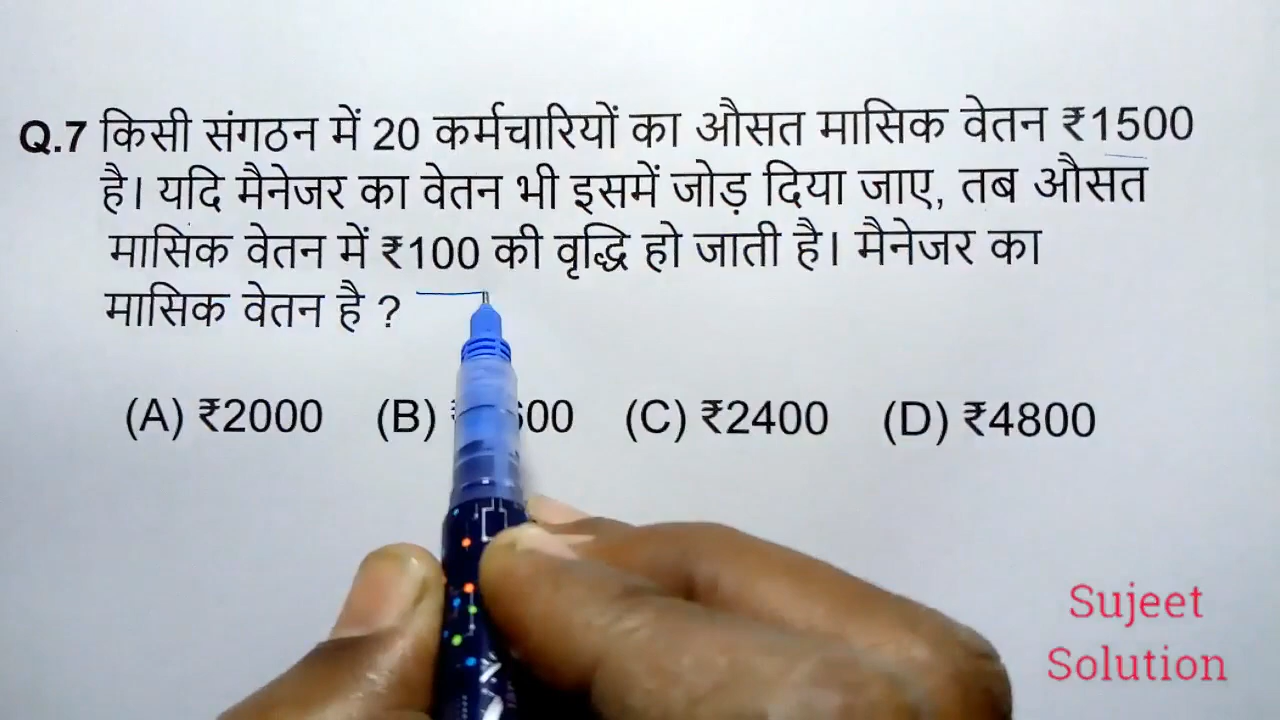 Q.7 किसी संगठन में 20 कर्मचारियों का औसत मासिक वेतन ₹1500
है। यदि मैनेजर का वेतन भी इसमें जोड़ दिया जाए, तब औसत
मासिक वेतन में ₹100 की वृद्धि हो जाती है। मैनेजर का
मासिक वेतन है ?
(A) ₹2000 (B) (C) ₹2400 (D) ₹4800
Sujeet
Solution